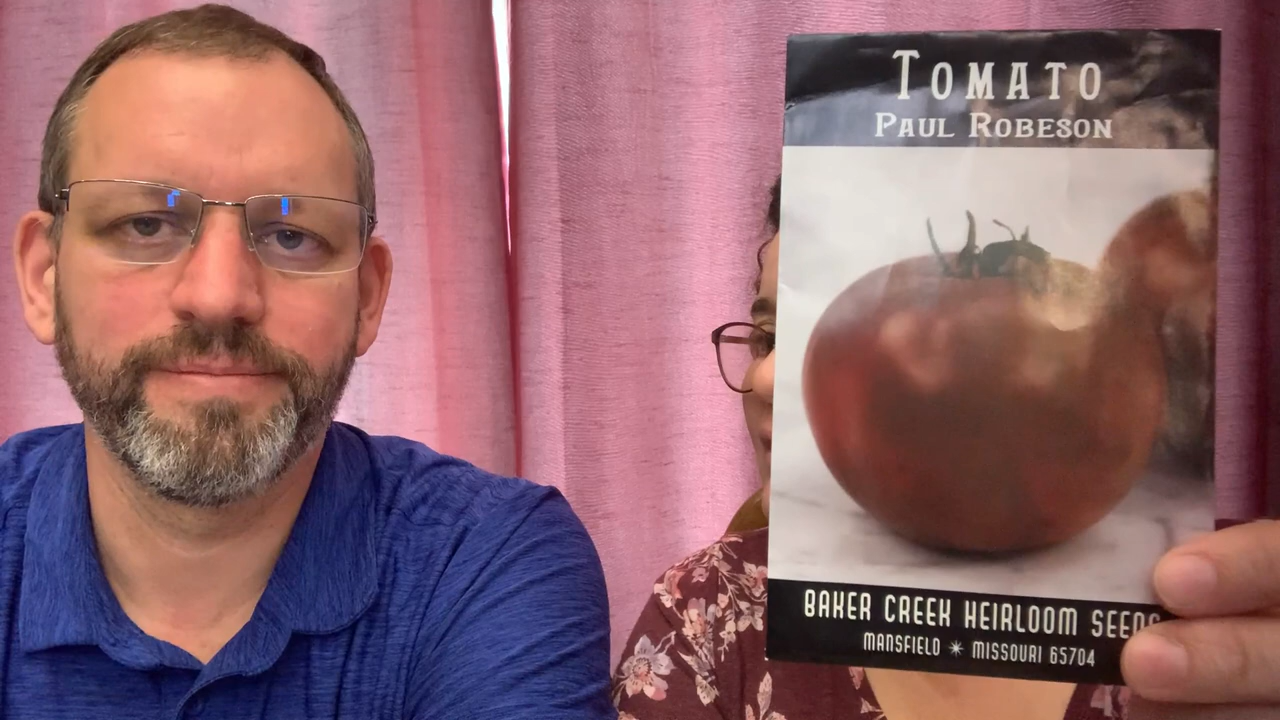 TOMATO
PAUL ROBESON
BAKER CREEK HEIRLOOM SEEDS
MANSFIELD * MISSOURI 65704